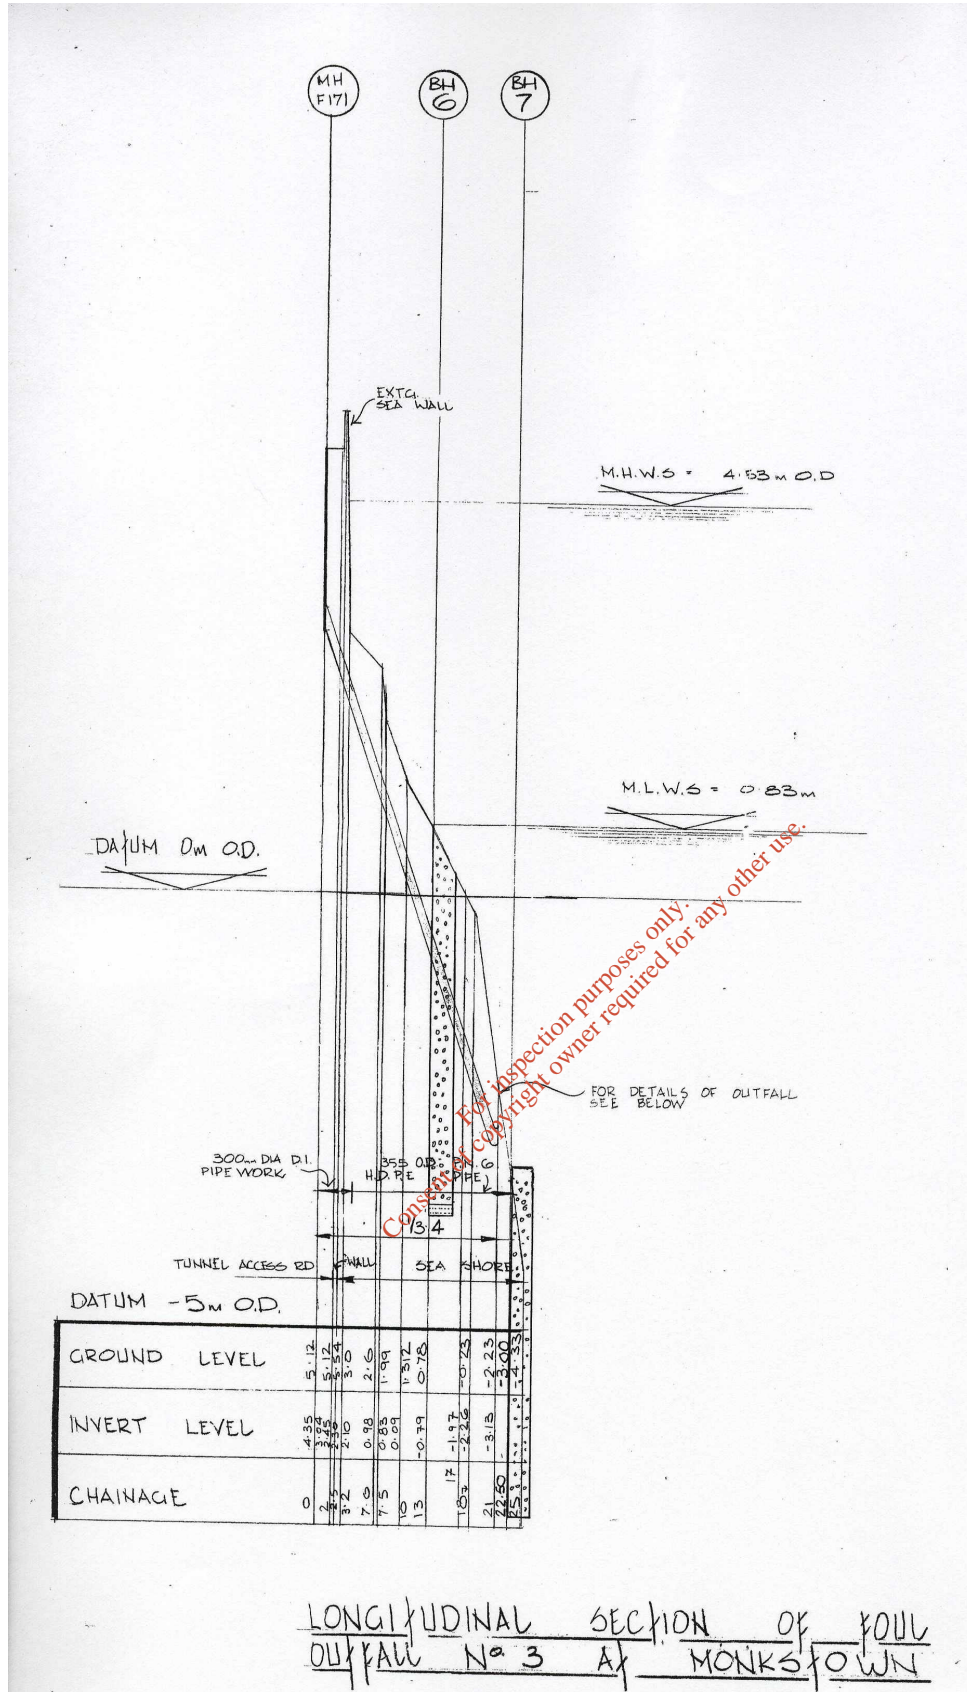 MH
F171
BH
6
BH
7
EXTG.
SEA WALL
M.H.W.S = 4.53m O.D
M.L.W.S = 0.83m
DATUM 0m O.D.
For inspection purposes only.
Consent of copyright owner required for any other use.
FOR DETAILS OF OUTFALL
SEE BELOW
300mm DIA D.I.
PIPE WORK
355 O.D. P.N. 6
H.D.P.E PIPE
13.4
TUNNEL ACCESS RD WALL SEA SHORE
DATUM -5m O.D.
GROUND LEVEL 5.12 5.12 5.54 3.0 2.6 1.99 1.312 0.78 -0.23 -2.23 -3.00 -4.33
INVERT LEVEL 4.35 2.10 0.98 0.83 0.09 -0.79 -1.97 -2.26 -3.13
CHAINAGE 0 2 2.5 3.2 7.0 7.5 10 13 17 18 21 22.50 25.9
LONGITUDINAL SECTION OF FOUL
OUTFALL No. 3 AT MONKSTOWN